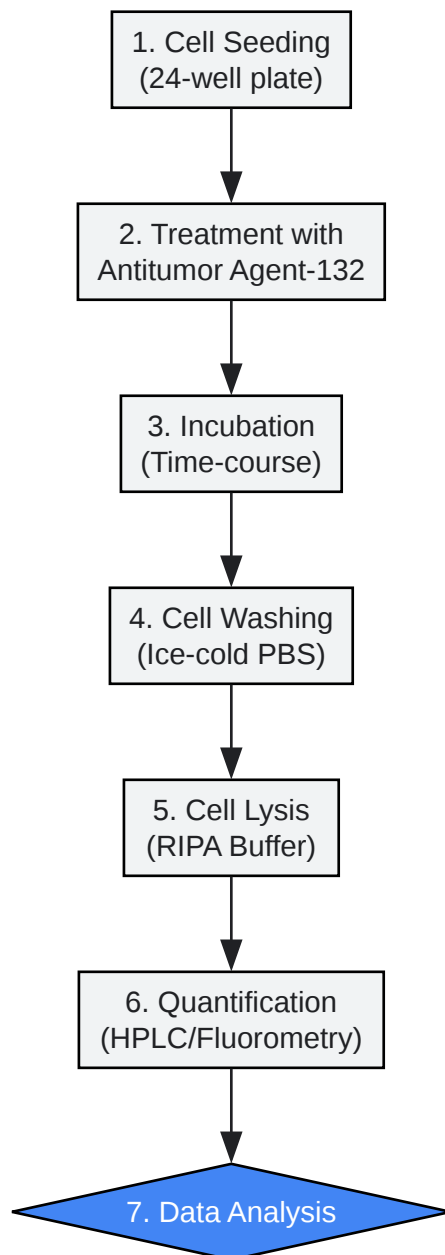 1. Cell Seeding
(24-well plate)
2. Treatment with
Antitumor Agent-132
3. Incubation
(Time-course)
4. Cell Washing
(Ice-cold PBS)
5. Cell Lysis
(RIPA Buffer)
6. Quantification
(HPLC/Fluorometry)
7. Data Analysis